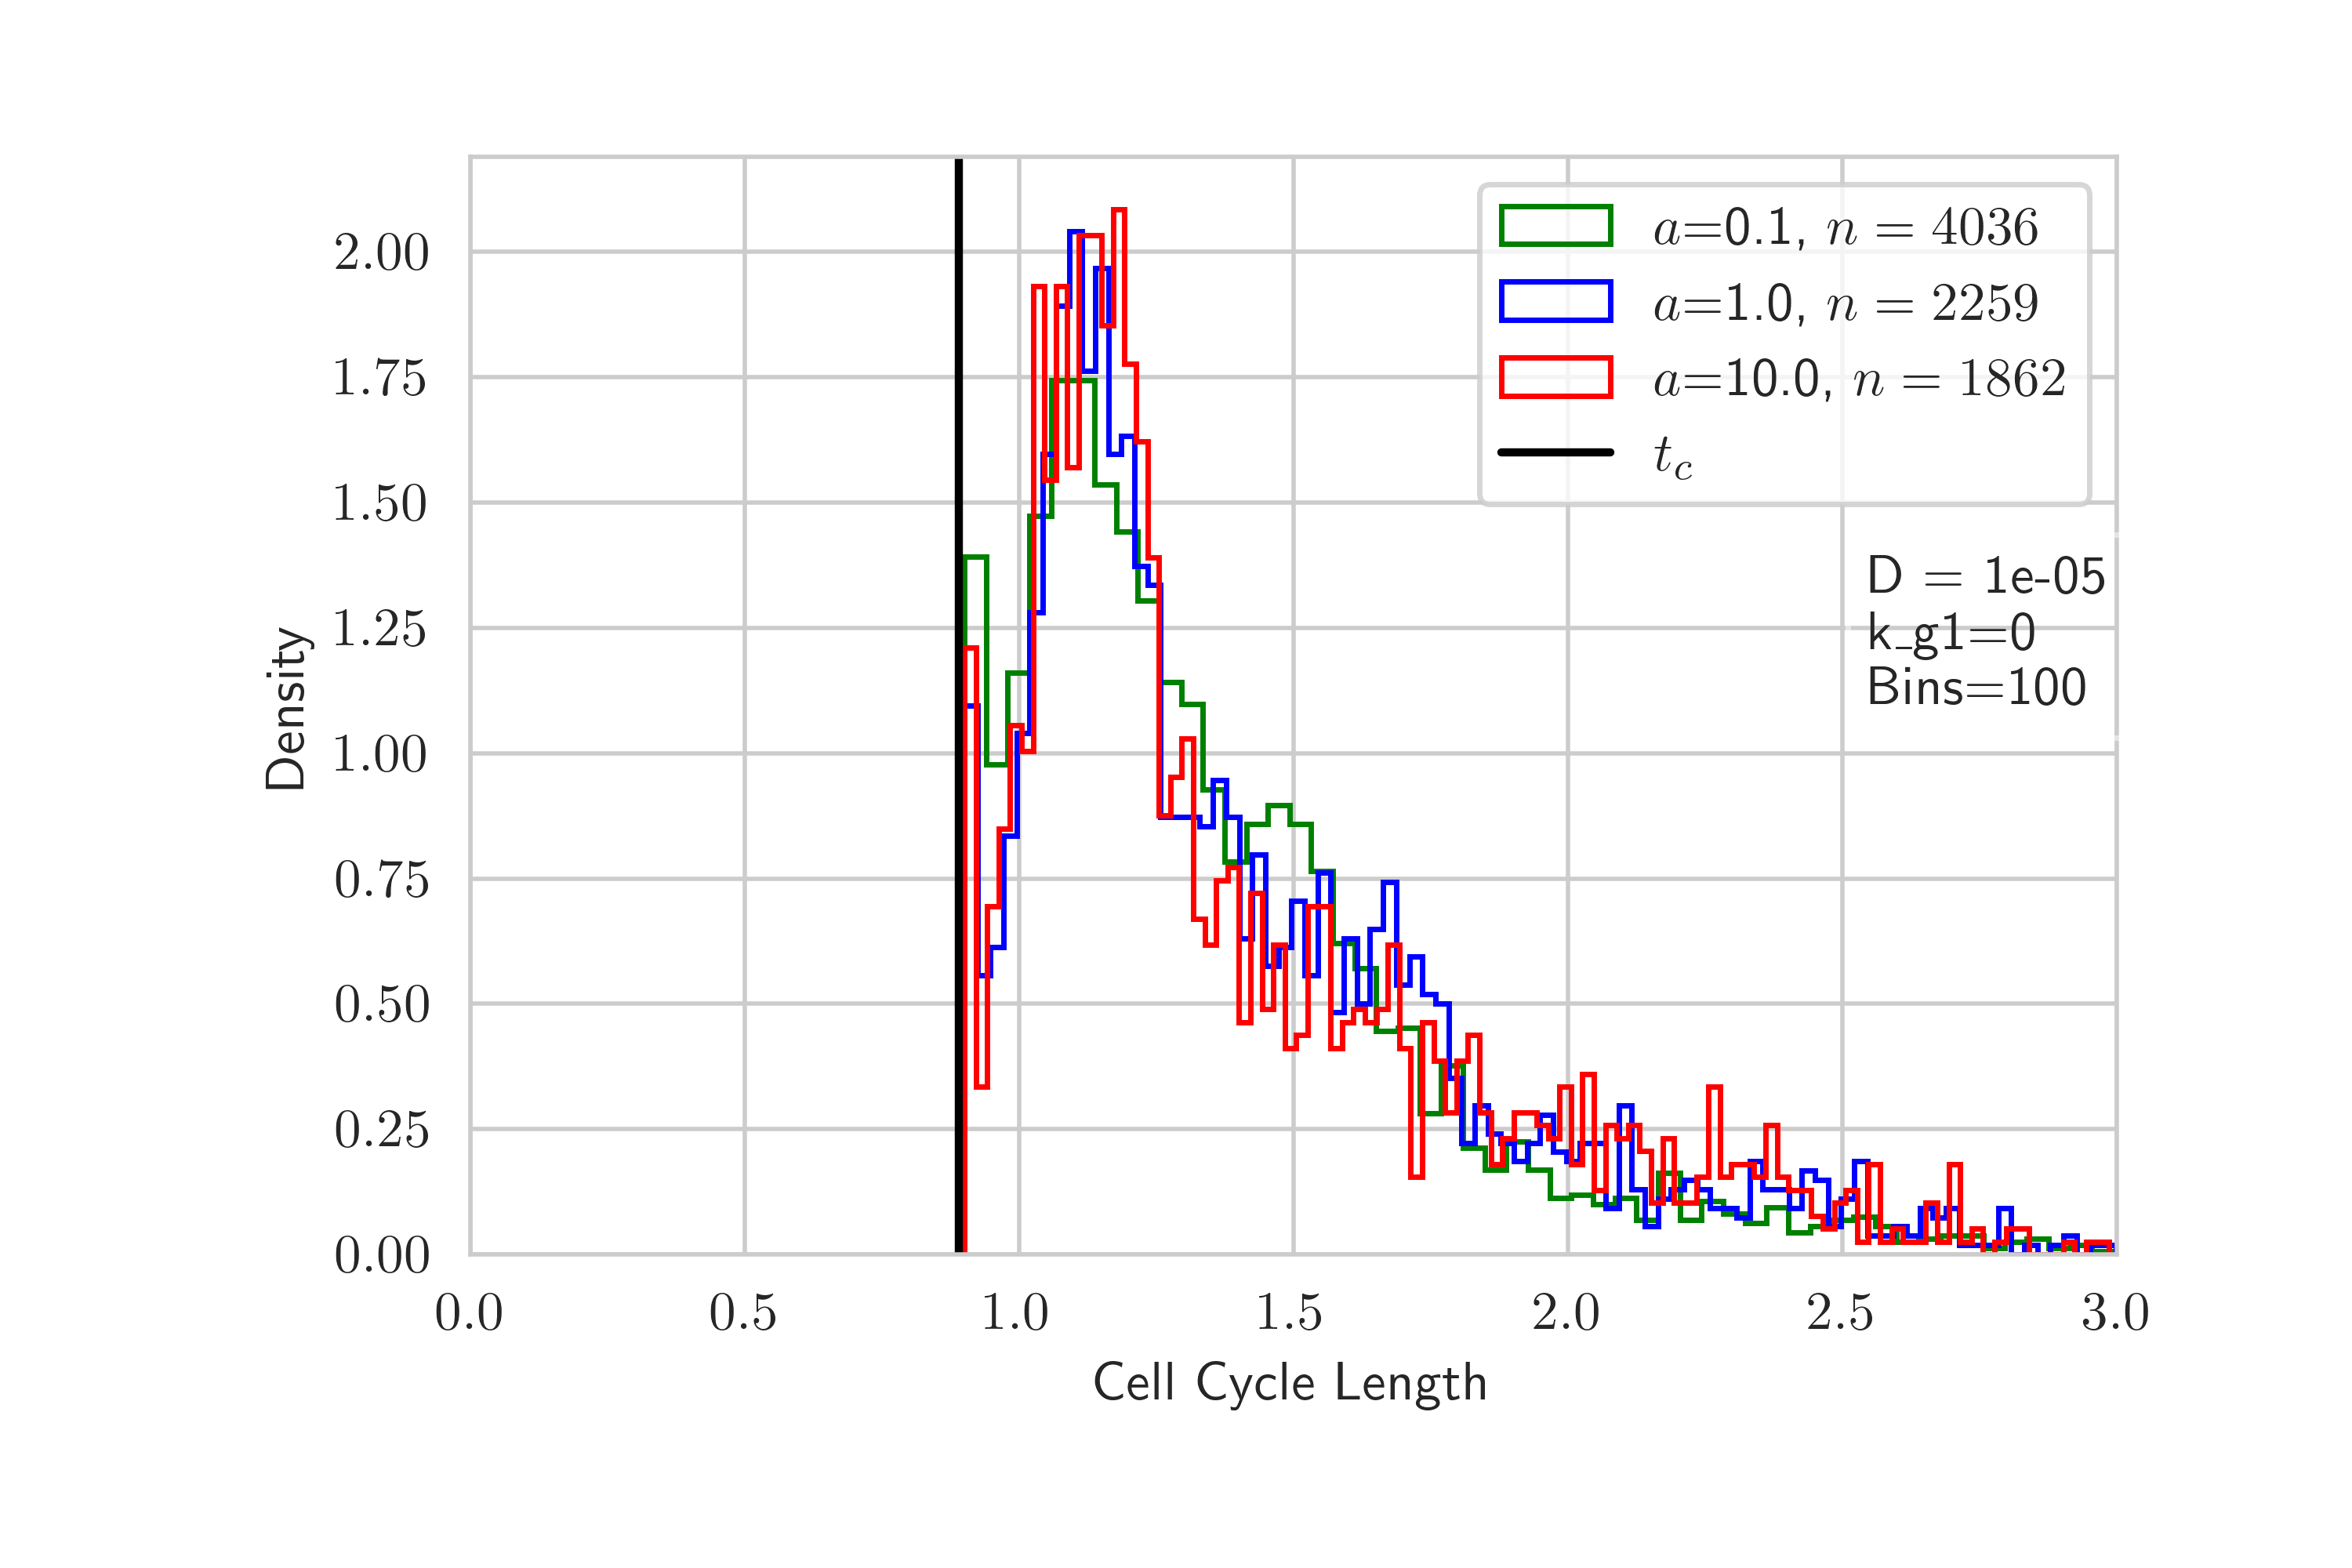 2.00
1.75
1.50
1.25
1.00
0.75
0.50
0.25
0.00
Density
0.0 0.5 1.0 1.5 2.0 2.5 3.0
Cell Cycle Length
a=0.1, n = 4036
a=1.0, n = 2259
a=10.0, n = 1862
t_c
D = 1e-05
k_g1=0
Bins=100